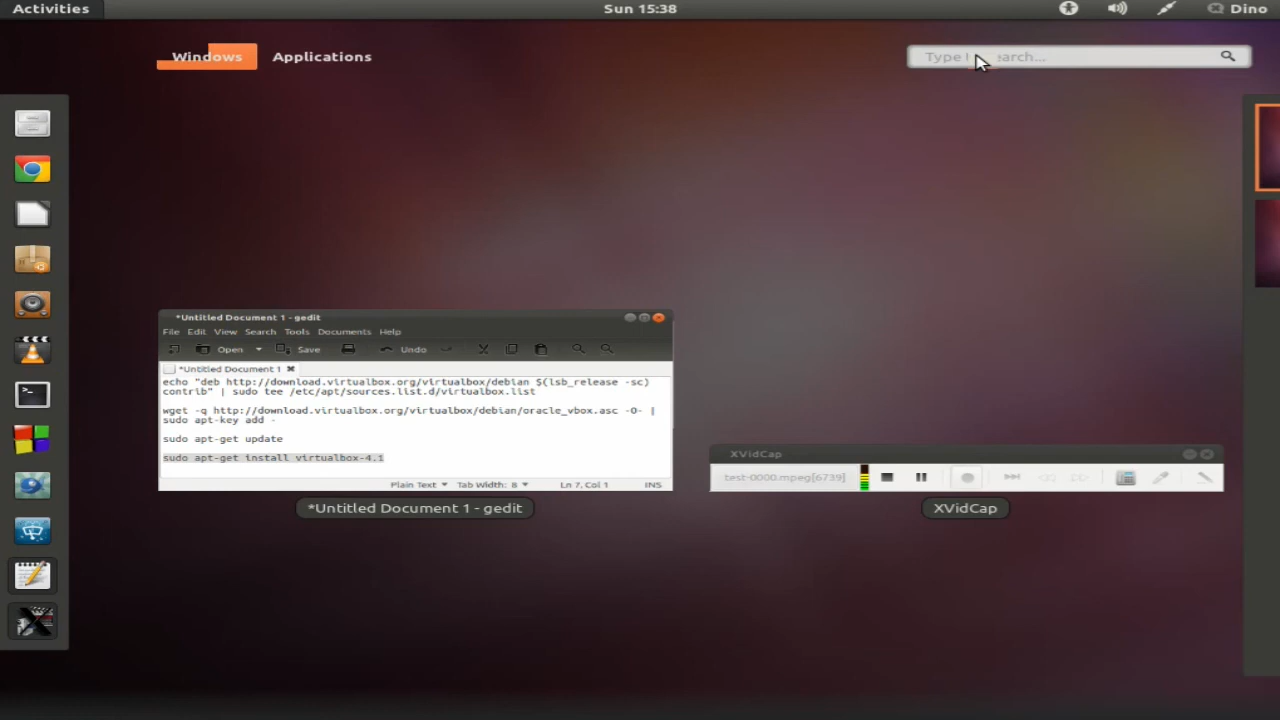 Activities
Sun 15:38
Dino
Windows
Applications
Type earch...
*Untitled Document 1 - gedit
File Edit View Search Tools Documents Help
Open Save Undo
*Untitled Document 1
echo "deb http://download.virtualbox.org/virtualbox/debian $(lsb_release -sc)
contrib" | sudo tee /etc/apt/sources.list.d/virtualbox.list
wget -q http://download.virtualbox.org/virtualbox/debian/oracle_vbox.asc -O- |
sudo apt-key add -
sudo apt-get update
sudo apt-get install virtualbox-4.1
Plain Text Tab Width: 8 Ln 7, Col 1 INS
*Untitled Document 1 - gedit
XVidCap
test-0000.mpeg[6739]
XVidCap